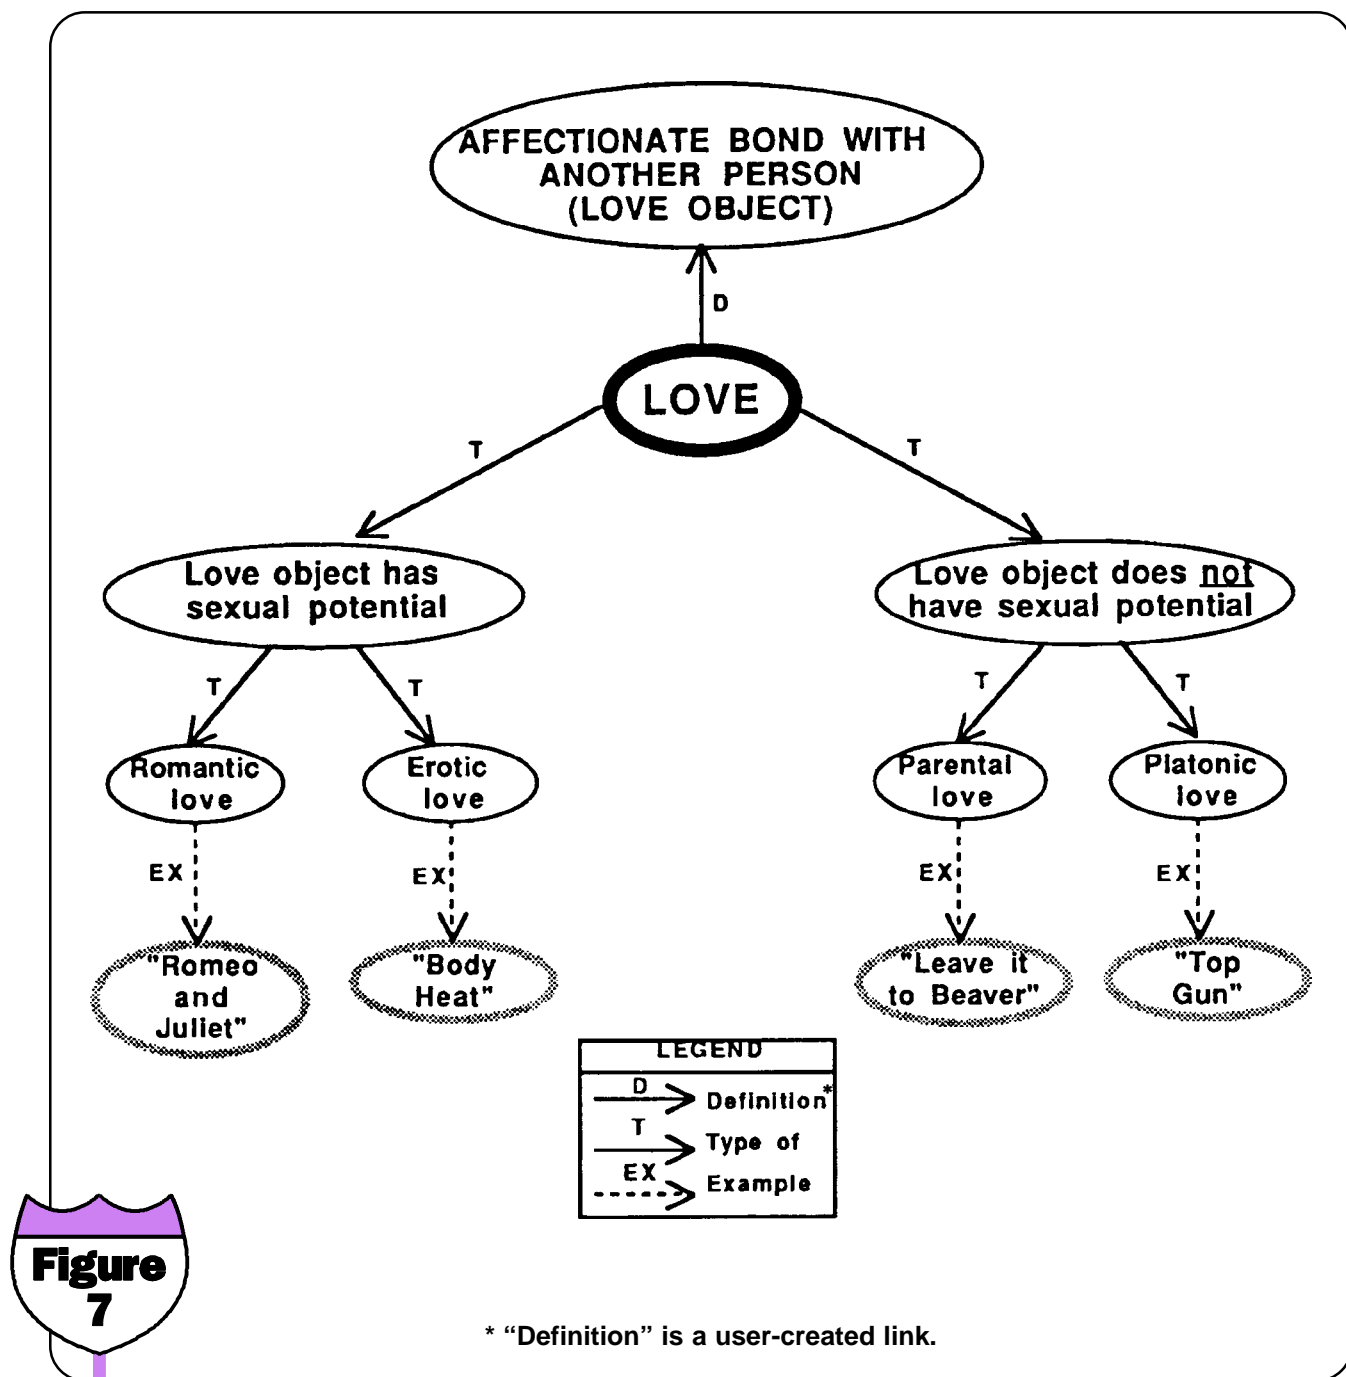 AFFECTIONATE BOND WITH
ANOTHER PERSON
(LOVE OBJECT)
D
LOVE
T
T
Love object has
sexual potential
Love object does not
have sexual potential
T
T
T
T
Romantic
love
Erotic
love
Parental
love
Platonic
love
EX
EX
EX
EX
"Romeo
and
Juliet"
"Body
Heat"
"Leave it
to Beaver"
"Top
Gun"
LEGEND
D Definition*
T Type of
EX Example
Figure
7
* “Definition” is a user-created link.